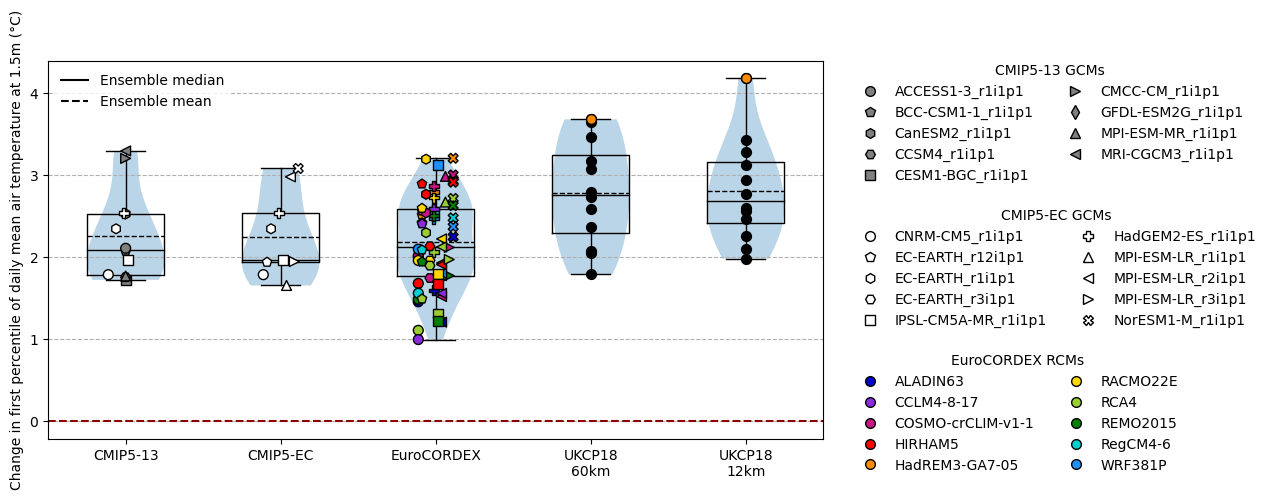 Change in first percentile of daily mean air temperature at 1.5m (°C)
Ensemble median
Ensemble mean
4
3
2
1
0
CMIP5-13
CMIP5-EC
EuroCORDEX
UKCP18
60km
UKCP18
12km
CMIP5-13 GCMs
ACCESS1-3_r1i1p1
BCC-CSM1-1_r1i1p1
CanESM2_r1i1p1
CCSM4_r1i1p1
CESM1-BGC_r1i1p1
CMCC-CM_r1i1p1
GFDL-ESM2G_r1i1p1
MPI-ESM-MR_r1i1p1
MRI-CGCM3_r1i1p1
CMIP5-EC GCMs
CNRM-CM5_r1i1p1
EC-EARTH_r12i1p1
EC-EARTH_r1i1p1
EC-EARTH_r3i1p1
IPSL-CM5A-MR_r1i1p1
HadGEM2-ES_r1i1p1
MPI-ESM-LR_r1i1p1
MPI-ESM-LR_r2i1p1
MPI-ESM-LR_r3i1p1
NorESM1-M_r1i1p1
EuroCORDEX RCMs
ALADIN63
CCLM4-8-17
COSMO-crCLIM-v1-1
HIRHAM5
HadREM3-GA7-05
RACMO22E
RCA4
REMO2015
RegCM4-6
WRF381P